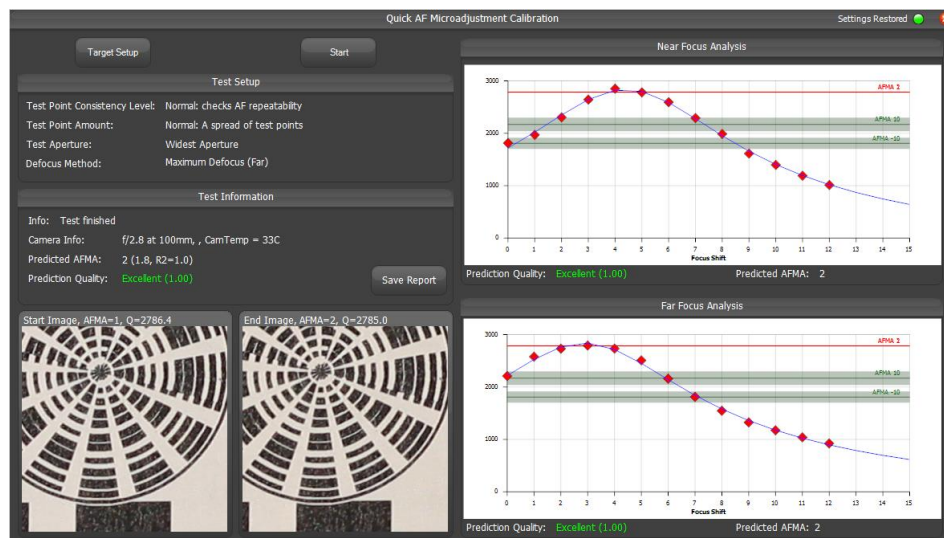 Quick AF Microadjustment Calibration
Settings Restored
Target Setup
Start
Test Setup
Test Point Consistency Level: Normal: checks AF repeatability
Test Point Amount: Normal: A spread of test points
Test Aperture: Widest Aperture
Defocus Method: Maximum Defocus (Far)
Test Information
Info: Test finished
Camera Info: f/2.8 at 100mm, , CamTemp = 33C
Predicted AFMA: 2 (1.8, R2=1.0)
Prediction Quality: Excellent (1.00)
Save Report
Start Image, AFMA=1, Q=2786.4
End Image, AFMA=2, Q=2785.0
Near Focus Analysis
3000
AFMA 2
AFMA 10
2000
AFMA -10
1000
0
0 1 2 3 4 5 6 7 8 9 10 11 12 13 14 15
Focus Shift
Prediction Quality: Excellent (1.00) Predicted AFMA: 2
Far Focus Analysis
3000
AFMA 2
AFMA 10
2000
AFMA -10
1000
0
0 1 2 3 4 5 6 7 8 9 10 11 12 13 14 15
Focus Shift
Prediction Quality: Excellent (1.00) Predicted AFMA: 2